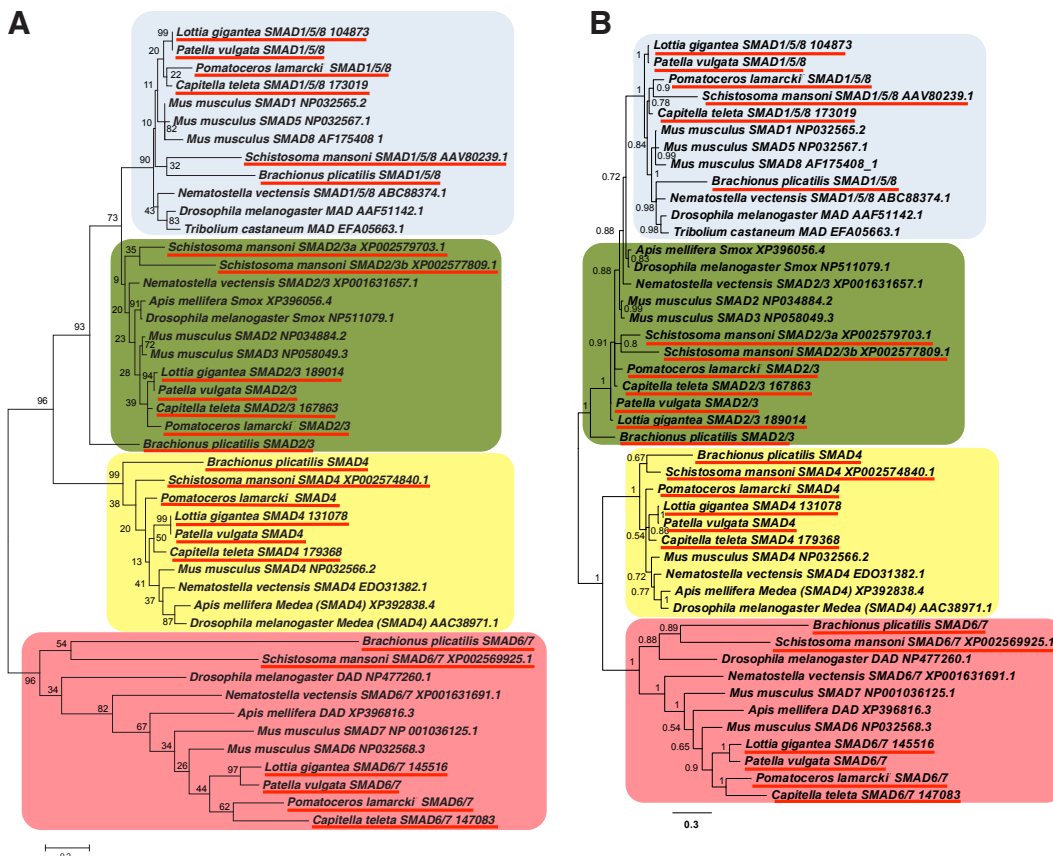 A
Lottia gigantea SMAD1/5/8 104873
Patella vulgata SMAD1/5/8
Pomatoceros lamarcki SMAD1/5/8
Capitella teleta SMAD1/5/8 173019
Mus musculus SMAD1 NP032565.2
Mus musculus SMAD5 NP032567.1
Mus musculus SMAD8 AF175408 1
Schistosoma mansoni SMAD1/5/8 AAV80239.1
Brachionus plicatilis SMAD1/5/8
Nematostella vectensis SMAD1/5/8 ABC88374.1
Drosophila melanogaster MAD AAF51142.1
Tribolium castaneum MAD EFA05663.1
99
20
22
11
10
82
90
32
43
83
73
Schistosoma mansoni SMAD2/3a XP002579703.1
Schistosoma mansoni SMAD2/3b XP002577809.1
Nematostella vectensis SMAD2/3 XP001631657.1
Apis mellifera Smox XP396056.4
Drosophila melanogaster Smox NP511079.1
Mus musculus SMAD2 NP034884.2
Mus musculus SMAD3 NP058049.3
Lottia gigantea SMAD2/3 189014
Patella vulgata SMAD2/3
Capitella teleta SMAD2/3 167863
Pomatoceros lamarcki SMAD2/3
Brachionus plicatilis SMAD2/3
35
9
20
91
23
72
28
94
39
93
96
Brachionus plicatilis SMAD4
Schistosoma mansoni SMAD4 XP002574840.1
Pomatoceros lamarcki SMAD4
Lottia gigantea SMAD4 131078
Patella vulgata SMAD4
Capitella teleta SMAD4 179368
Mus musculus SMAD4 NP032566.2
Nematostella vectensis SMAD4 EDO31382.1
Apis mellifera Medea (SMAD4) XP392838.4
Drosophila melanogaster Medea (SMAD4) AAC38971.1
99
38
20
99
50
13
41
37
87
Brachionus plicatilis SMAD6/7
Schistosoma mansoni SMAD6/7 XP002569925.1
Drosophila melanogaster DAD NP477260.1
Nematostella vectensis SMAD6/7 XP001631691.1
Apis mellifera DAD XP396816.3
Mus musculus SMAD7 NP 001036125.1
Mus musculus SMAD6 NP032568.3
Lottia gigantea SMAD6/7 145516
Patella vulgata SMAD6/7
Pomatoceros lamarcki SMAD6/7
Capitella teleta SMAD6/7 147083
54
96
34
82
67
34
26
97
44
62
B
Lottia gigantea SMAD1/5/8 104873
Patella vulgata SMAD1/5/8
Pomatoceros lamarcki SMAD1/5/8
Schistosoma mansoni SMAD1/5/8 AAV80239.1
Capitella teleta SMAD1/5/8 173019
Mus musculus SMAD1 NP032565.2
Mus musculus SMAD5 NP032567.1
Mus musculus SMAD8 AF175408_1
Brachionus plicatilis SMAD1/5/8
Nematostella vectensis SMAD1/5/8 ABC88374.1
Drosophila melanogaster MAD AAF51142.1
Tribolium castaneum MAD EFA05663.1
1
0.9
1
0.78
0.84
0.99
0.72
0.98
0.98
0.88
Apis mellifera Smox XP396056.4
Drosophila melanogaster Smox NP511079.1
Nematostella vectensis SMAD2/3 XP001631657.1
Mus musculus SMAD2 NP034884.2
Mus musculus SMAD3 NP058049.3
Schistosoma mansoni SMAD2/3a XP002579703.1
Schistosoma mansoni SMAD2/3b XP002577809.1
Pomatoceros lamarcki SMAD2/3
Capitella teleta SMAD2/3 167863
Patella vulgata SMAD2/3
Lottia gigantea SMAD2/3 189014
Brachionus plicatilis SMAD2/3
0.83
0.88
0.99
0.91
0.8
1
1
Brachionus plicatilis SMAD4
Schistosoma mansoni SMAD4 XP002574840.1
Pomatoceros lamarcki SMAD4
Lottia gigantea SMAD4 131078
Patella vulgata SMAD4
Capitella teleta SMAD4 179368
Mus musculus SMAD4 NP032566.2
Nematostella vectensis SMAD4 EDO31382.1
Apis mellifera Medea (SMAD4) XP392838.4
Drosophila melanogaster Medea (SMAD4) AAC38971.1
0.67
1
1
0.54
0.72
0.77
1
1
Brachionus plicatilis SMAD6/7
Schistosoma mansoni SMAD6/7 XP002569925.1
Drosophila melanogaster DAD NP477260.1
Nematostella vectensis SMAD6/7 XP001631691.1
Mus musculus SMAD7 NP001036125.1
Apis mellifera DAD XP396816.3
Mus musculus SMAD6 NP032568.3
Lottia gigantea SMAD6/7 145516
Patella vulgata SMAD6/7
Pomatoceros lamarcki SMAD6/7
Capitella teleta SMAD6/7 147083
0.89
0.88
1
1
1
0.54
0.65
1
0.9
1
0.3